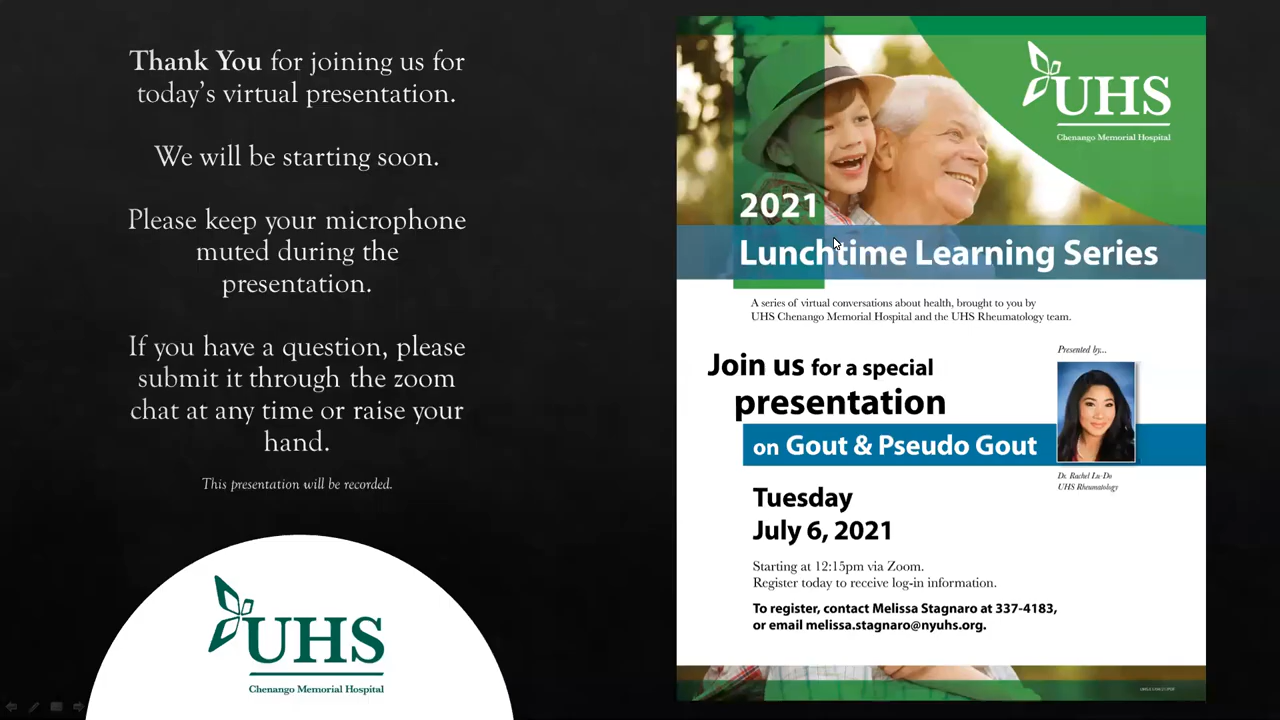 Thank You for joining us for
today's virtual presentation.
We will be starting soon.
Please keep your microphone
muted during the
presentation.
If you have a question, please
submit it through the zoom
chat at any time or raise your
hand.
This presentation will be recorded.
UHS
Chenango Memorial Hospital
UHS
Chenango Memorial Hospital
2021
Lunchtime Learning Series
A series of virtual conversations about health, brought to you by
UHS Chenango Memorial Hospital and the UHS Rheumatology team.
Join us for a special
presentation
on Gout & Pseudo Gout
Presented by...
Dr. Rachel Lu-Do
UHS Rheumatology
Tuesday
July 6, 2021
Starting at 12:15pm via Zoom.
Register today to receive log-in information.
To register, contact Melissa Stagnaro at 337-4183,
or email melissa.stagnaro@nyuhs.org.